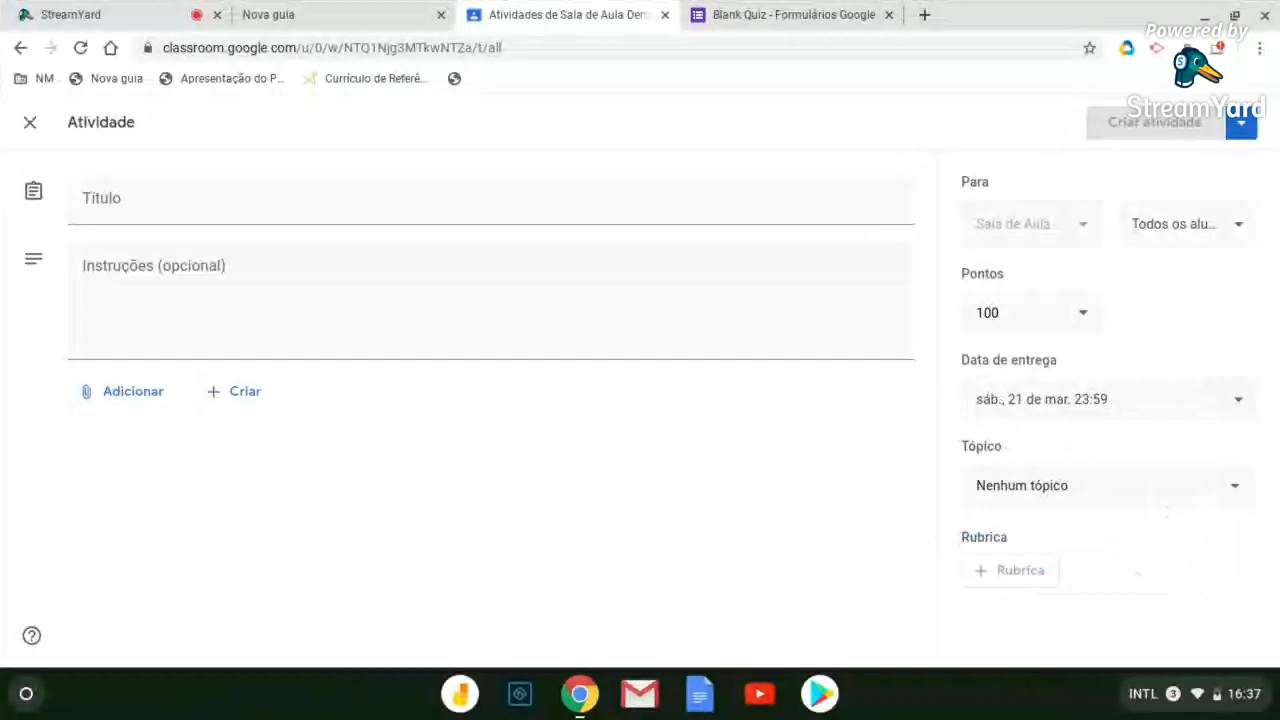 StreamYard
Nova guia
Atividades de Sala de Aula Den
Blank Quiz - Formulários Google
classroom.google.com/u/0/w/NTQ1Njg3MTkwNTZa/t/all
NM
Nova guia
Apresentação do P...
Currículo de Referê...
Powered by
StreamYard
Atividade
Criar atividade
Título
Instruções (opcional)
Adicionar
+ Criar
Para
Sala de Aula...
Todos os alu...
Pontos
100
Data de entrega
sáb., 21 de mar. 23:59
Tópico
Nenhum tópico
Rubrica
+ Rubrica
INTL 3 16:37